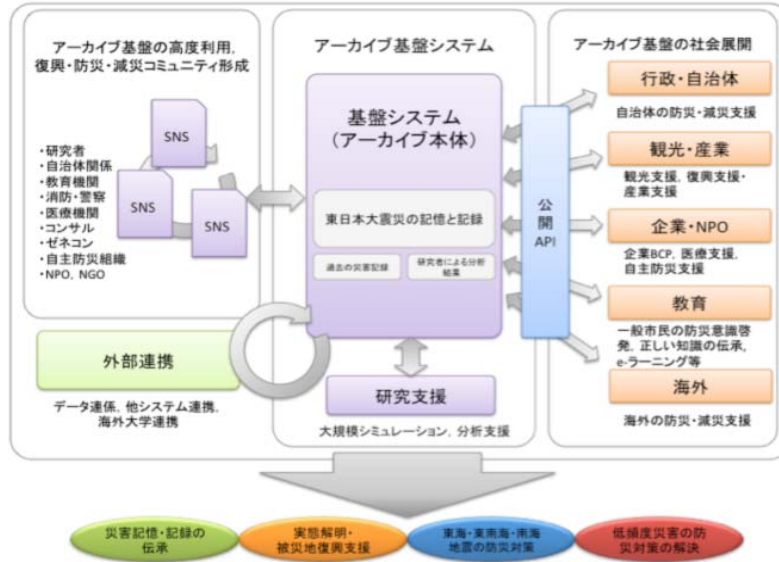 アーカイブ基盤の高度利用,
復興・防災・減災コミュニティ形成
SNS
SNS
SNS
・研究者
・自治体関係
・教育機関
・消防・警察
・医療機関
・コンサル
・ゼネコン
・自主防災組織
・NPO, NGO
外部連携
データ連係, 他システム連携,
海外大学連携
アーカイブ基盤システム
基盤システム
（アーカイブ本体）
東日本大震災の記憶と記録
過去の災害記録
研究者による分析
結果
研究支援
大規模シミュレーション, 分析支援
公
開
API
アーカイブ基盤の社会展開
行政・自治体
自治体の防災・減災支援
観光・産業
観光支援, 復興支援・
産業支援
企業・NPO
企業BCP, 医療支援,
自主防災支援
教育
一般市民の防災意識啓
発, 正しい知識の伝承,
e-ラーニング等
海外
海外の防災・減災支援
災害記憶・記録の
伝承
実態解明・
被災地復興支援
東海・東南海・南海
地震の防災対策
低頻度災害の防
災対策の解決